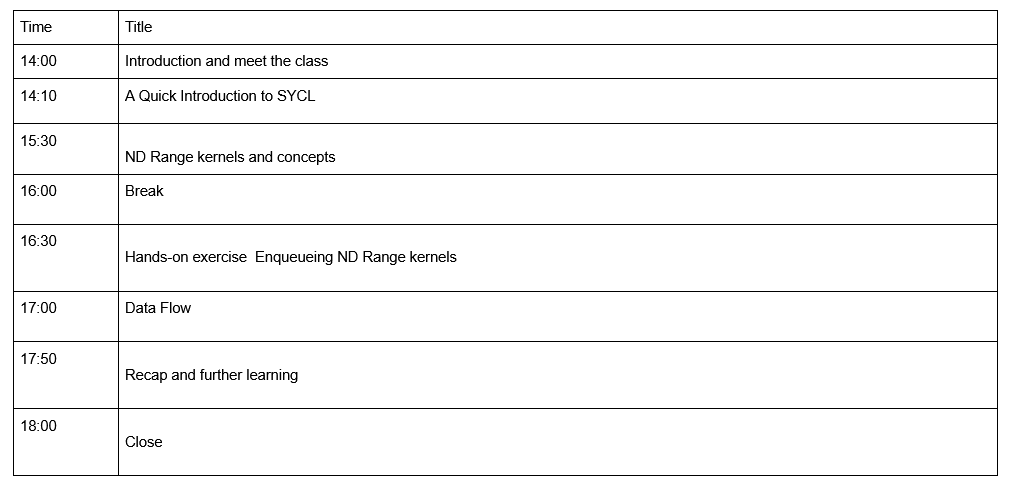 Time Title
14:00 Introduction and meet the class
14:10 A Quick Introduction to SYCL
15:30
ND Range kernels and concepts
16:00 Break
16:30
Hands-on exercise  Enqueueing ND Range kernels
17:00 Data Flow
17:50
Recap and further learning
18:00
Close